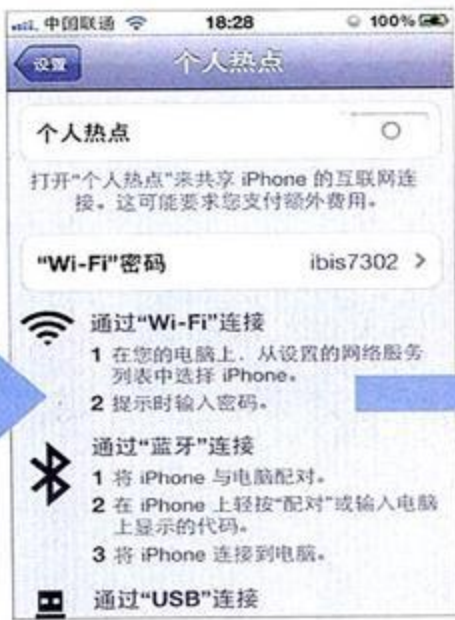 中国联通 18:28 100%
设置 个人热点
个人热点
打开“个人热点”来共享 iPhone 的互联网连
接。这可能要求您支付额外费用。
“Wi-Fi”密码 ibis7302 >
通过“Wi-Fi”连接
1 在您的电脑上，从设置的网络服务
列表中选择 iPhone。
2 提示时输入密码。
通过“蓝牙”连接
1 将 iPhone 与电脑配对。
2 在 iPhone 上轻按“配对”或输入电脑
上显示的代码。
3 将 iPhone 连接到电脑。
通过“USB”连接